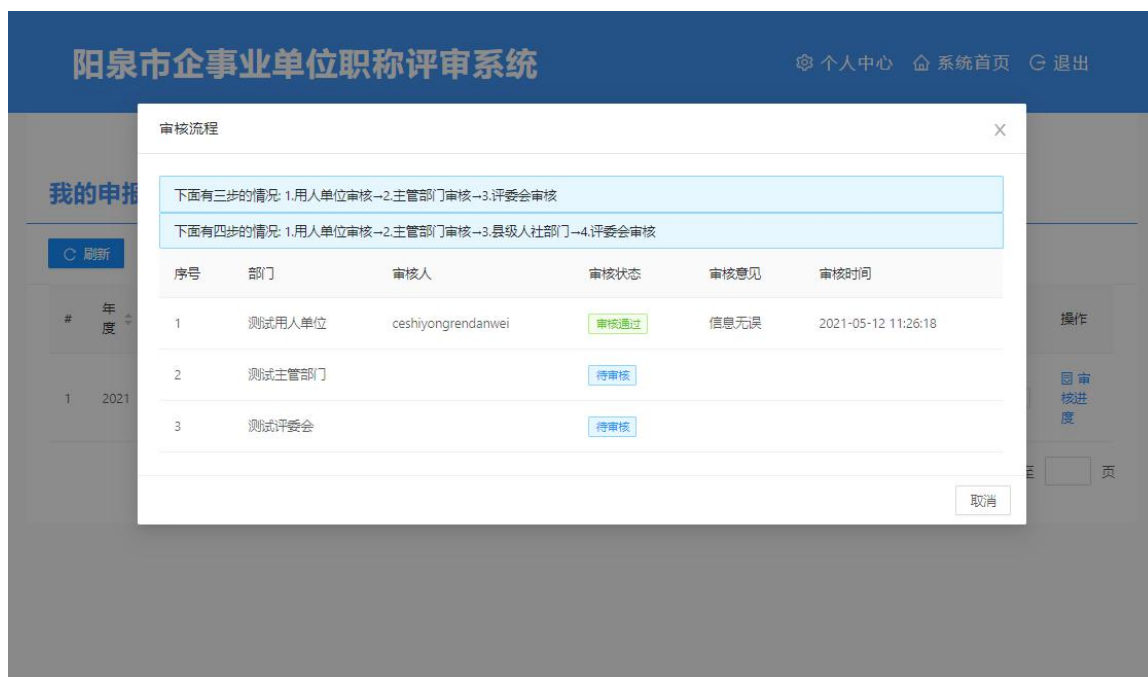 阳泉市企事业单位职称评审系统
个人中心 系统首页 退出
审核流程
我的申报
下面有三步的情况: 1.用人单位审核→2.主管部门审核→3.评委会审核
下面有四步的情况: 1.用人单位审核→2.主管部门审核→3.县级人社部门→4.评委会审核
刷新
序号 部门 审核人 审核状态 审核意见 审核时间
# 年度 操作
1 测试用人单位 ceshiyongrendanwei 审核通过 信息无误 2021-05-12 11:26:18
2 测试主管部门 待审核
1 2021 审核进度
3 测试评委会 待审核
至 页
取消